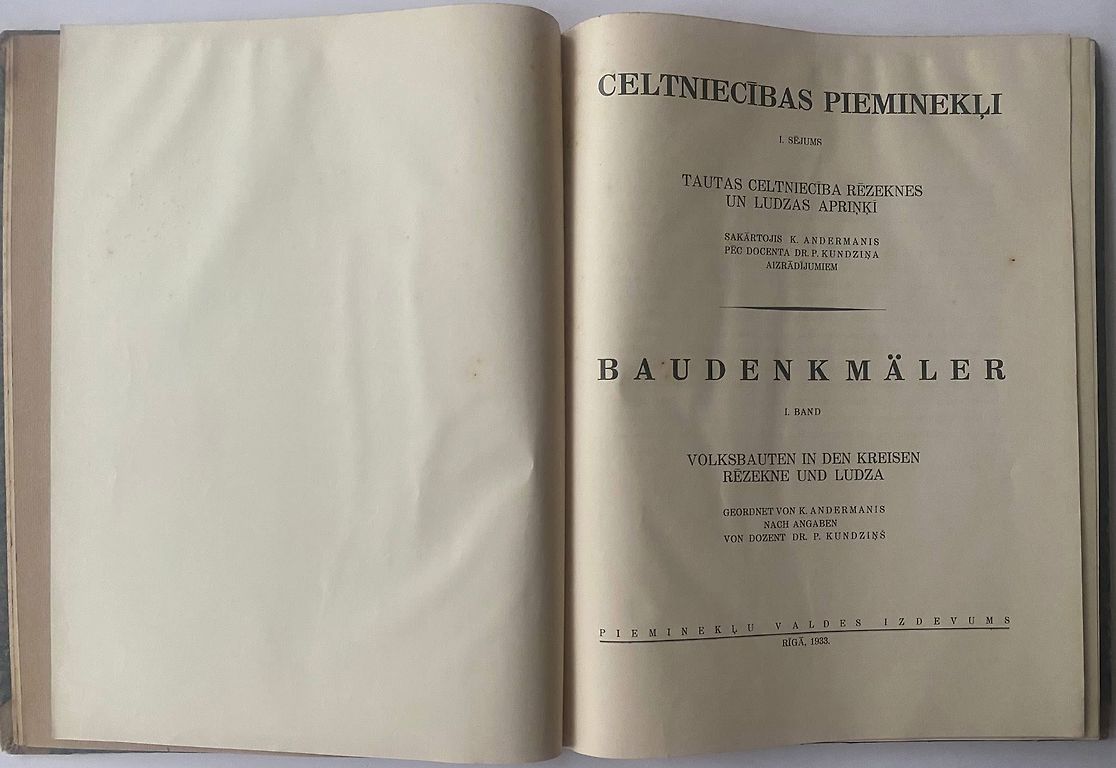 CELTNIECĪBAS PIEMINEKĻI
I. SĒJUMS
TAUTAS CELTNIECĪBA RĒZEKNES
UN LUDZAS APRIŅĶĪ
SAKĀRTOJIS K. ANDERMANIS
PĒC DOCENTA DR. P. KUNDZIŅA
AIZRĀDĪJUMIEM
BAUDENKMÄLER
I. BAND
VOLKSBAUTEN IN DEN KREISEN
RĒZEKNE UND LUDZA
GEORDNET VON K. ANDERMANIS
NACH ANGABEN
VON DOZENT DR. P. KUNDZIŅŠ
PIEMINEKĻU VALDES IZDEVUMS
RĪGĀ, 1933.